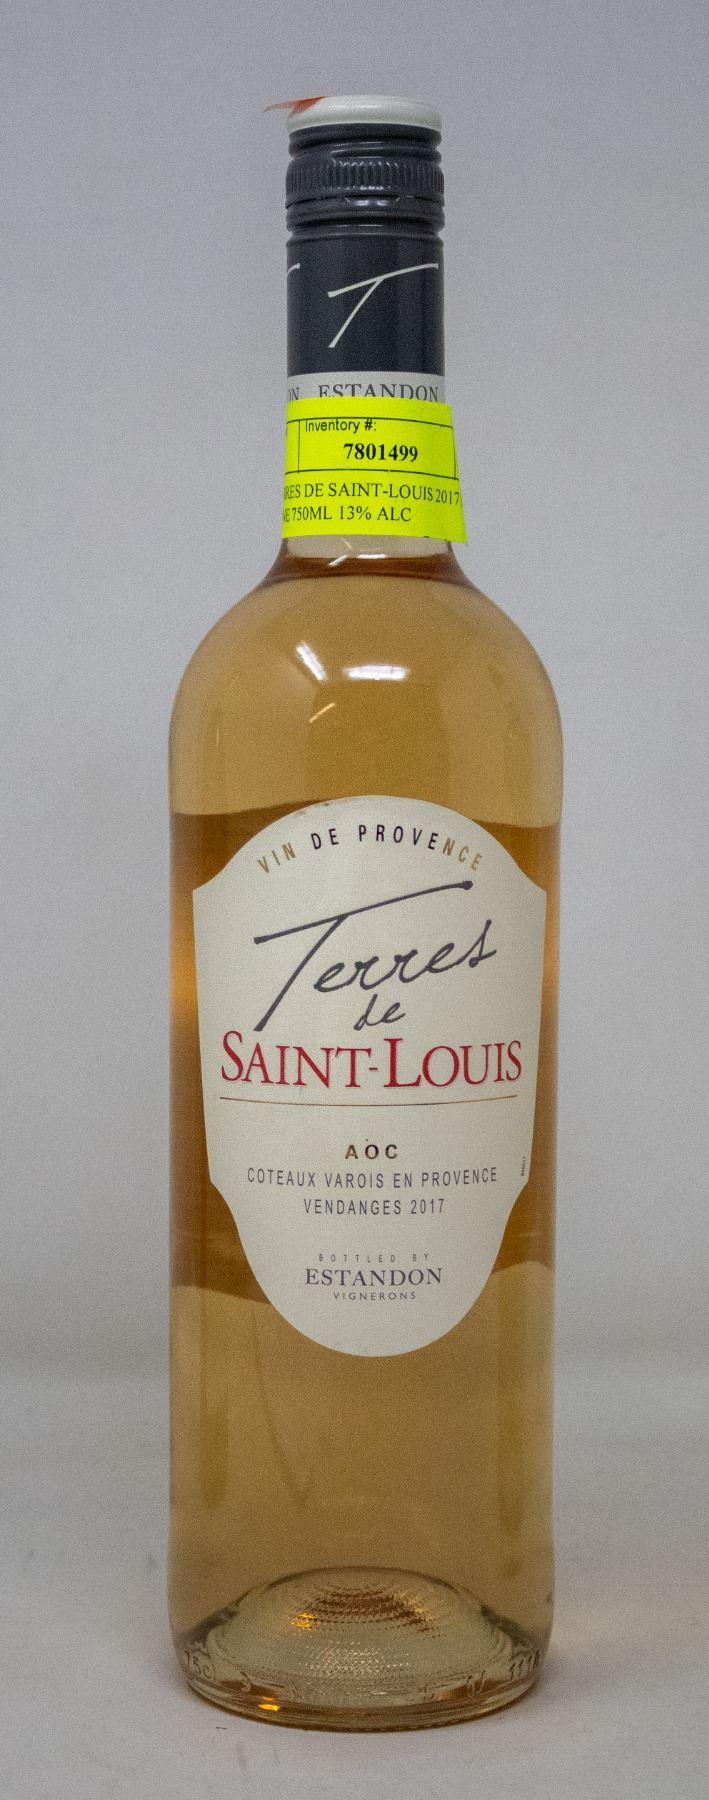 T
ESTANDON
Inventory #:
7801499
RES DE SAINT-LOUIS 2017
NE 750ML 13% ALC
VIN DE PROVENCE
Terres
de
SAINT-LOUIS
AOC
COTEAUX VAROIS EN PROVENCE
VENDANGES 2017
BOTTLED BY
ESTANDON
VIGNERONS
75cl